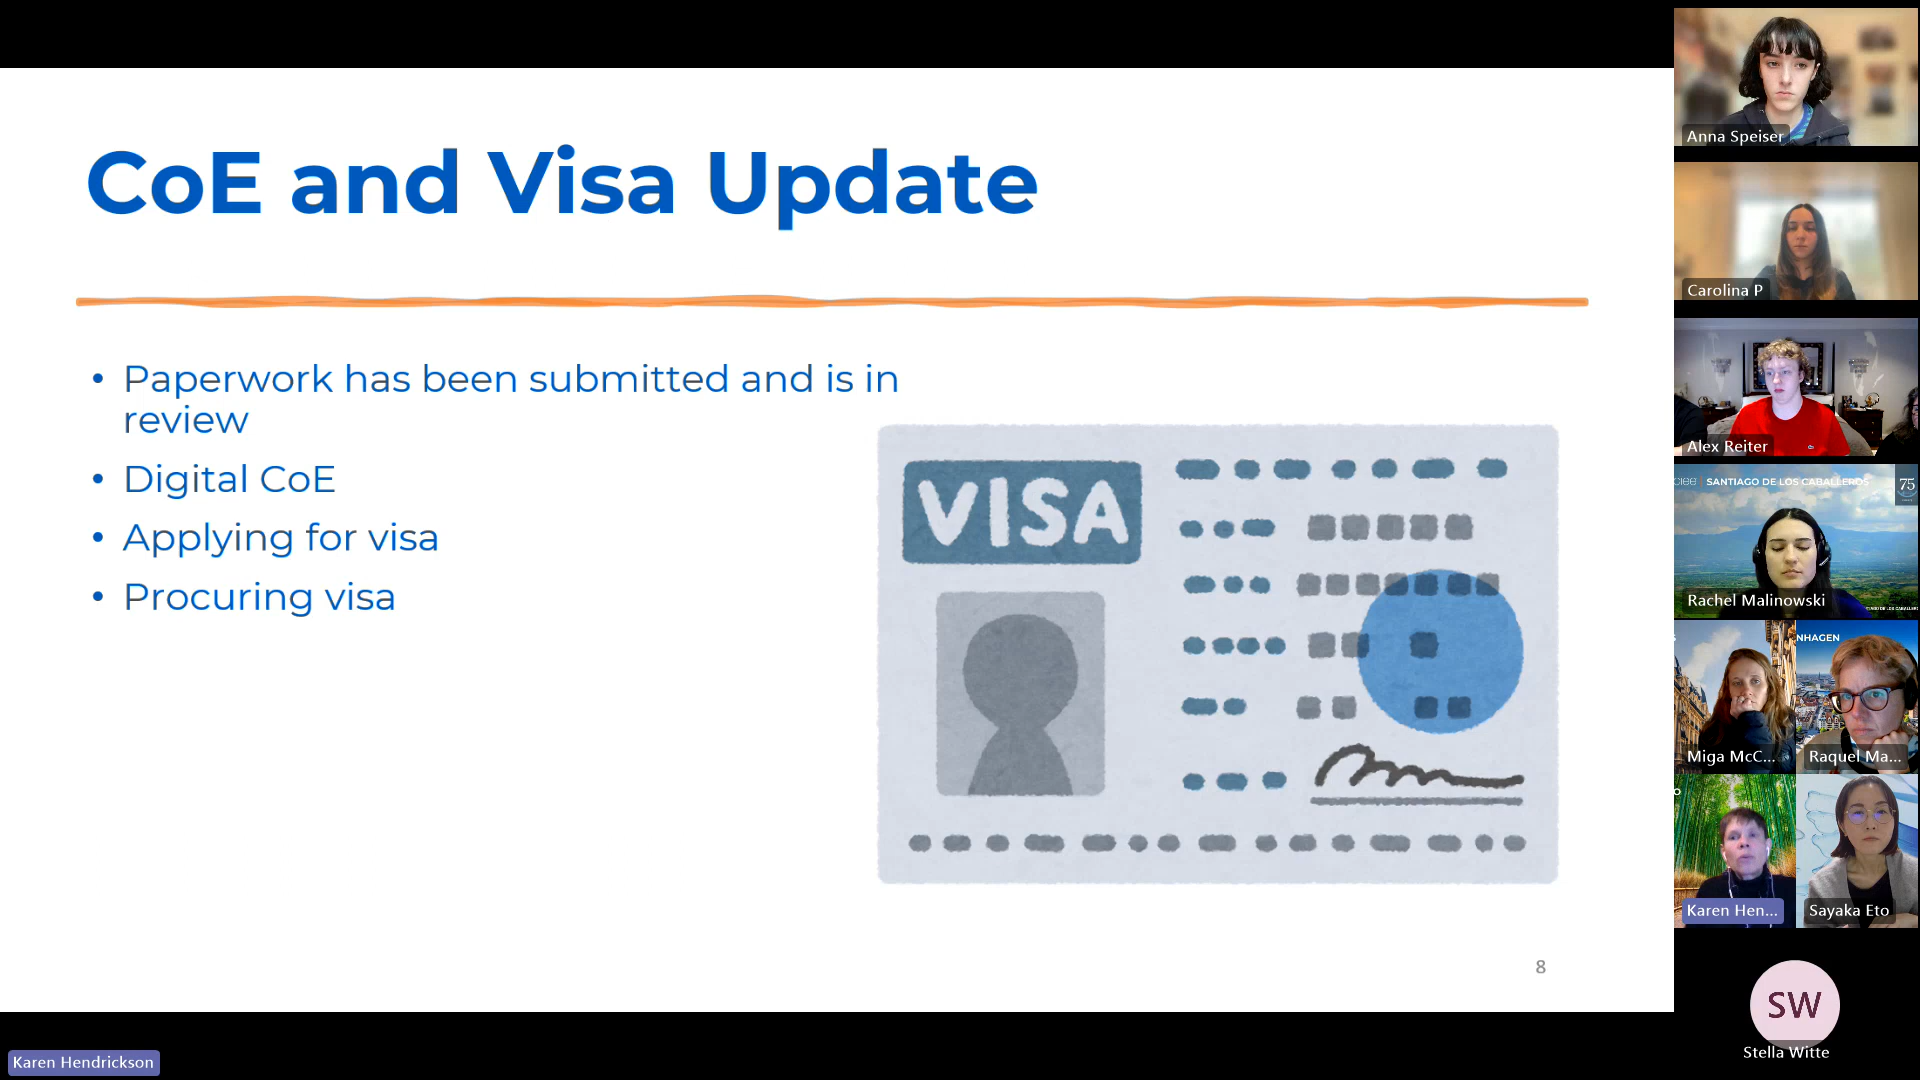 CoE and Visa Update
• Paperwork has been submitted and is in
review
• Digital CoE
• Applying for visa
• Procuring visa
VISA
8
Karen Hendrickson
Anna Speiser
Carolina P
Alex Reiter
ciee | SANTIAGO DE LOS CABALLEROS
75
Rachel Malinowski
NHAGEN
Miga McC...
Raquel Ma...
Karen Hen...
Sayaka Eto
SW
Stella Witte